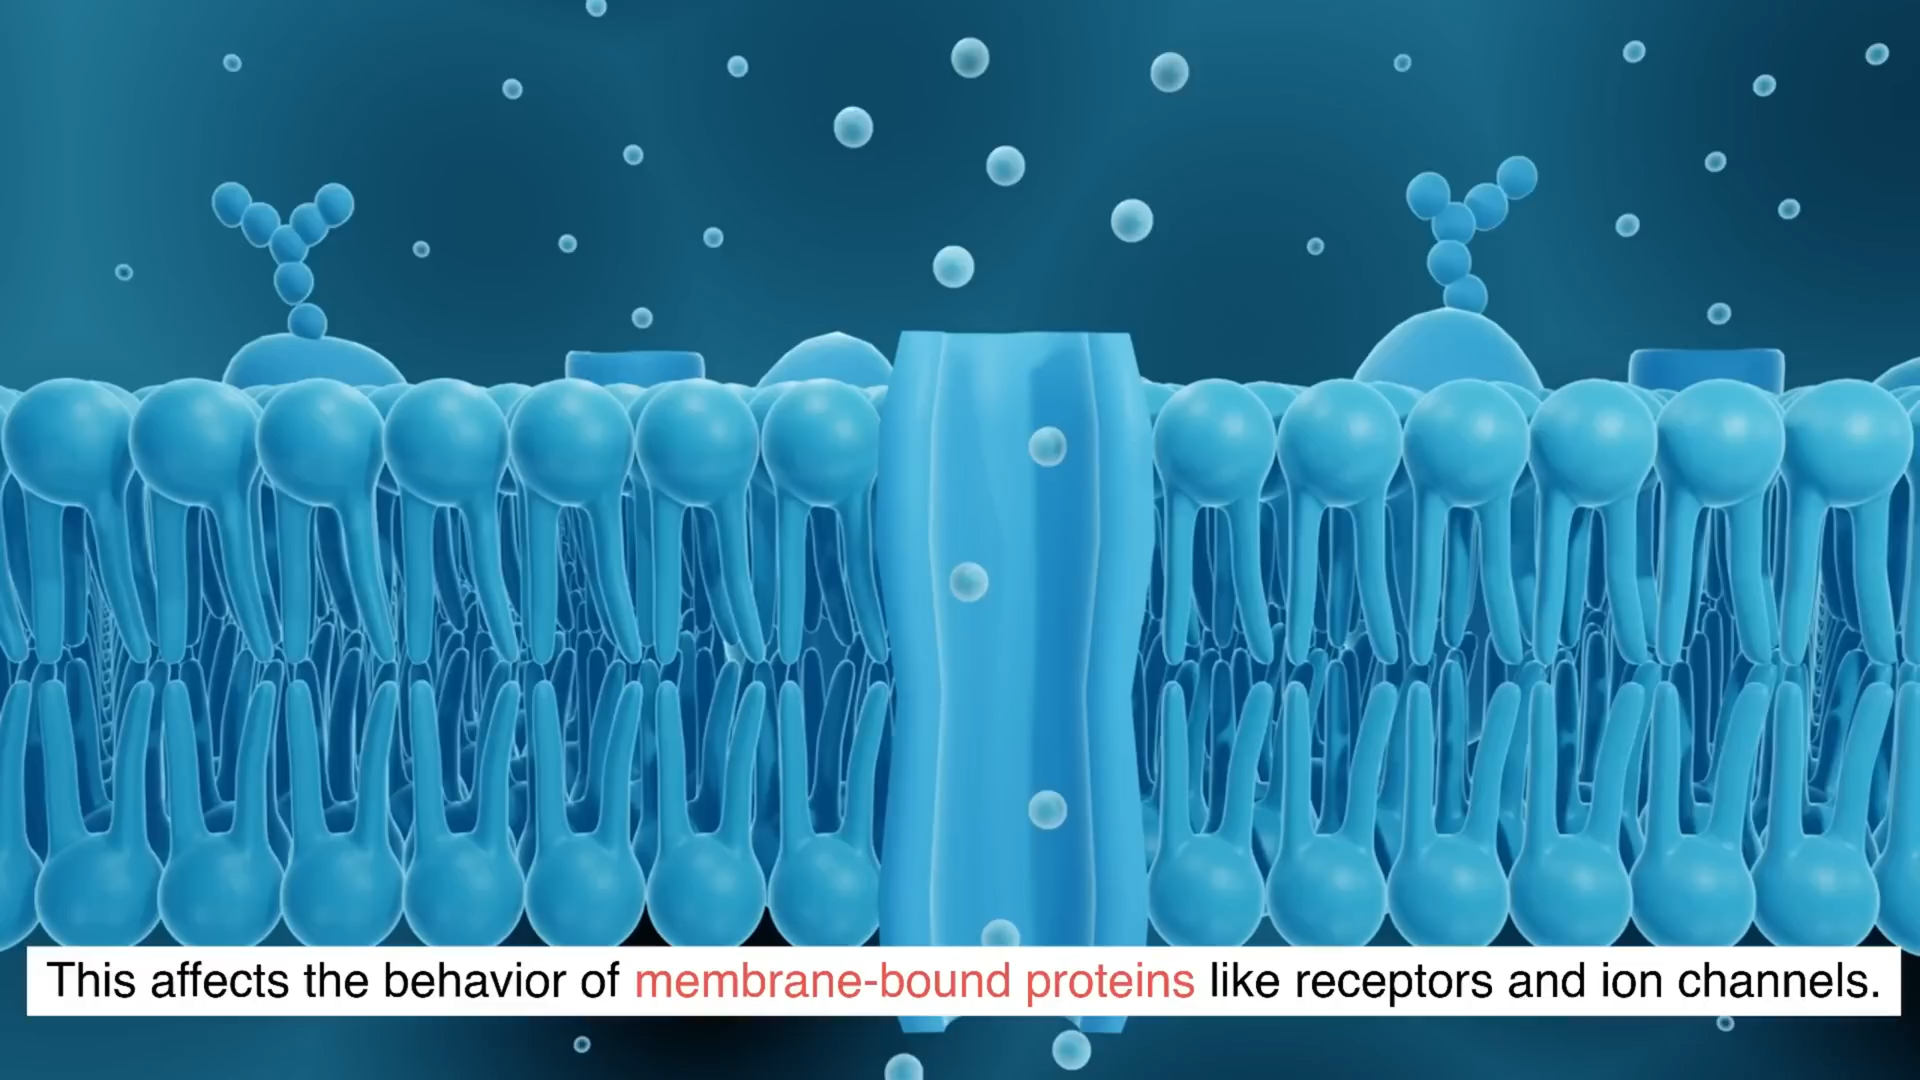 This affects the behavior of membrane-bound proteins like receptors and ion channels.